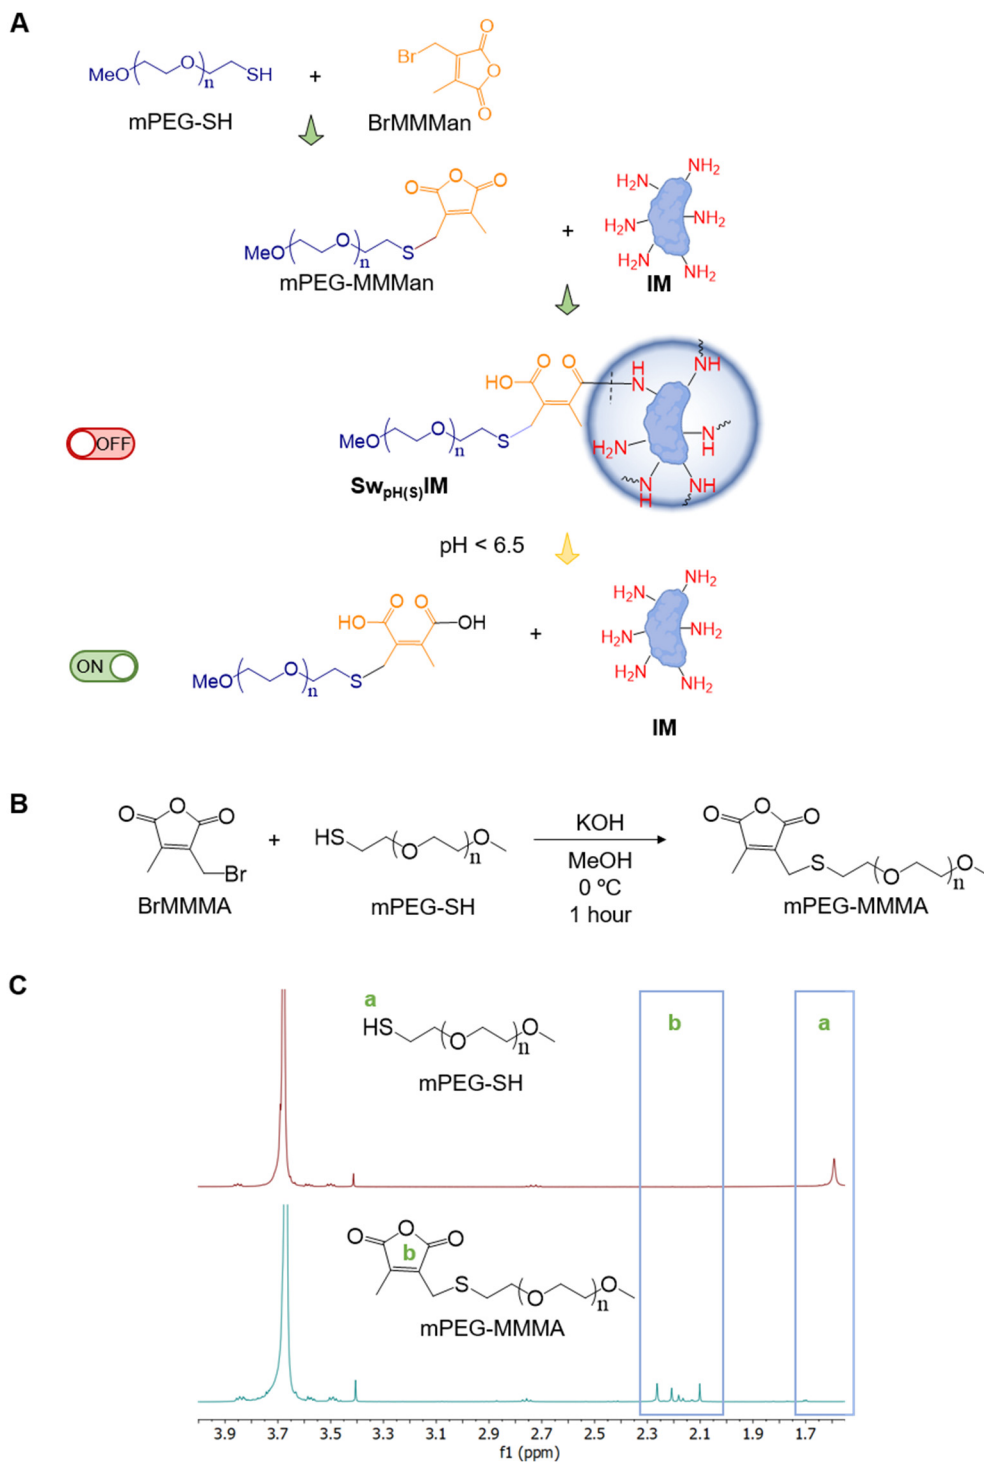 A
MeO
O
n
SH
+
Br
O
O
O
mPEG-SH
BrMMMan
O
O
O
MeO
O
n
S
mPEG-MMMan
+
H₂N
NH₂
H₂N
NH₂
H₂N
NH₂
IM
OFF
HO
O
O
H
N
NH
MeO
O
n
S
H₂N
N
H
N
H
NH
SwpH(S)IM
pH < 6.5
ON
HO
O
O
OH
MeO
O
n
S
+
H₂N
NH₂
H₂N
NH₂
H₂N
NH₂
IM
B
O
O
O
Br
BrMMMA
+
HS
O
n
O
mPEG-SH
KOH
MeOH
0 ºC
1 hour
O
O
O
S
O
n
O
mPEG-MMMA
C
a
HS
O
n
O
mPEG-SH
b
a
O
O
O
b
S
O
n
O
mPEG-MMMA
3.9 3.7 3.5 3.3 3.1 2.9 2.7 2.5 2.3 2.1 1.9 1.7
f1 (ppm)